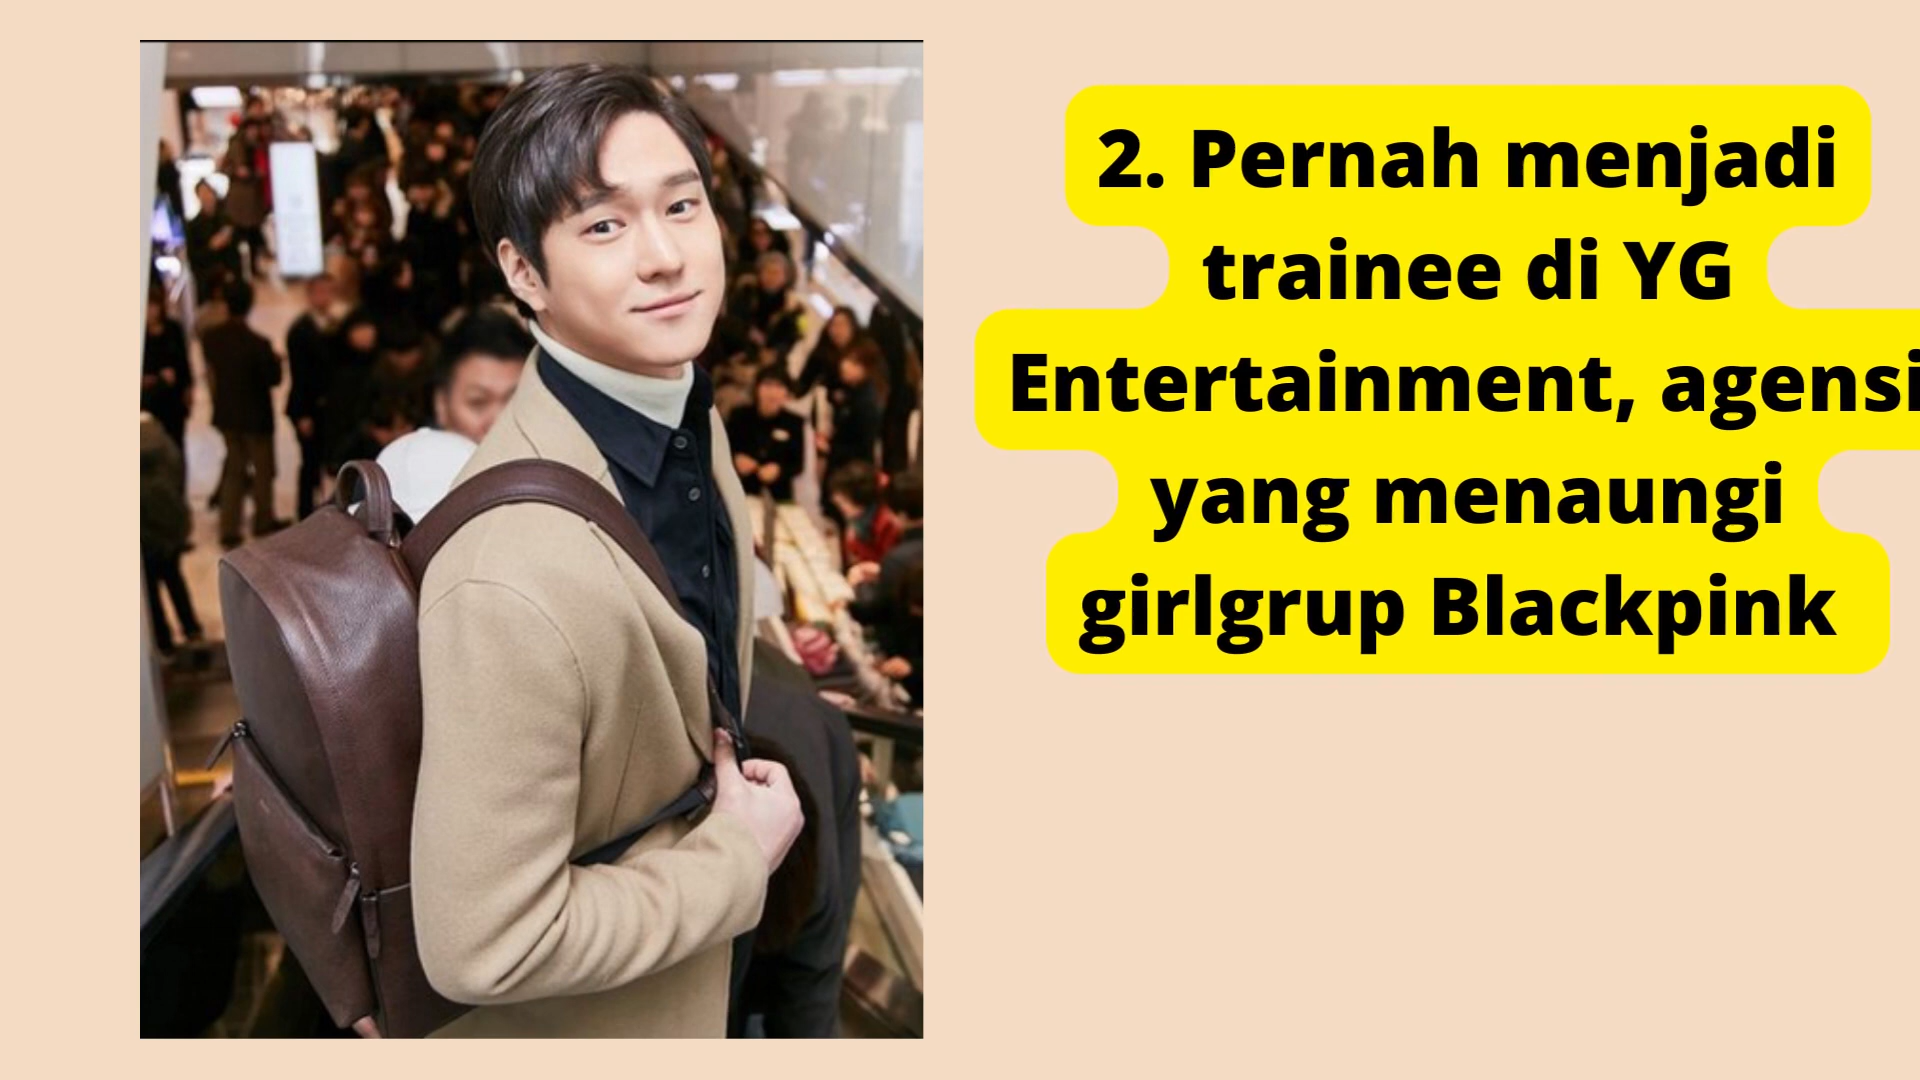 2. Pernah menjadi
trainee di YG
Entertainment, agensi
yang menaungi
girlgrup Blackpink